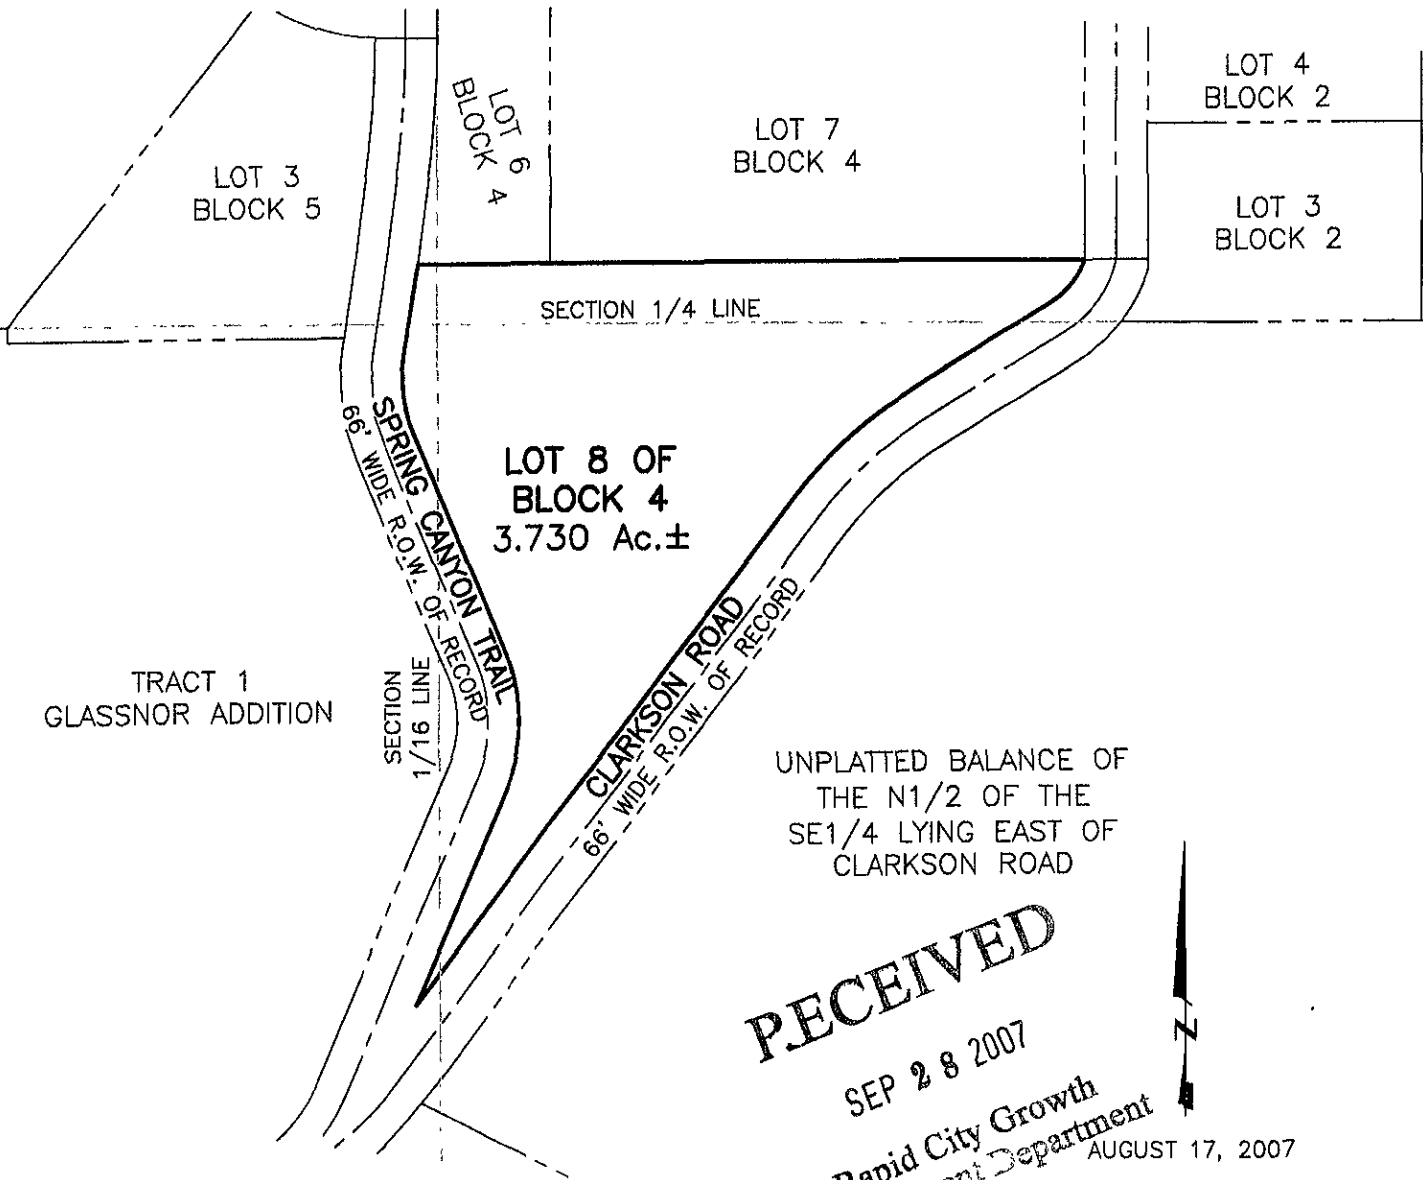 LOT 4
BLOCK 2
LOT 6
BLOCK 4
LOT 7
BLOCK 4
LOT 3
BLOCK 5
LOT 3
BLOCK 2
SECTION 1/4 LINE
SPRING CANYON TRAIL
66' WIDE R.O.W. OF RECORD
LOT 8 OF
BLOCK 4
3.730 Ac.±
CLARKSON ROAD
66' WIDE R.O.W. OF RECORD
TRACT 1
GLASSNOR ADDITION
SECTION
1/16 LINE
UNPLATTED BALANCE OF
THE N1/2 OF THE
SE1/4 LYING EAST OF
CLARKSON ROAD
RECEIVED
SEP 28 2007
Rapid City Growth
Department
N
AUGUST 17, 2007